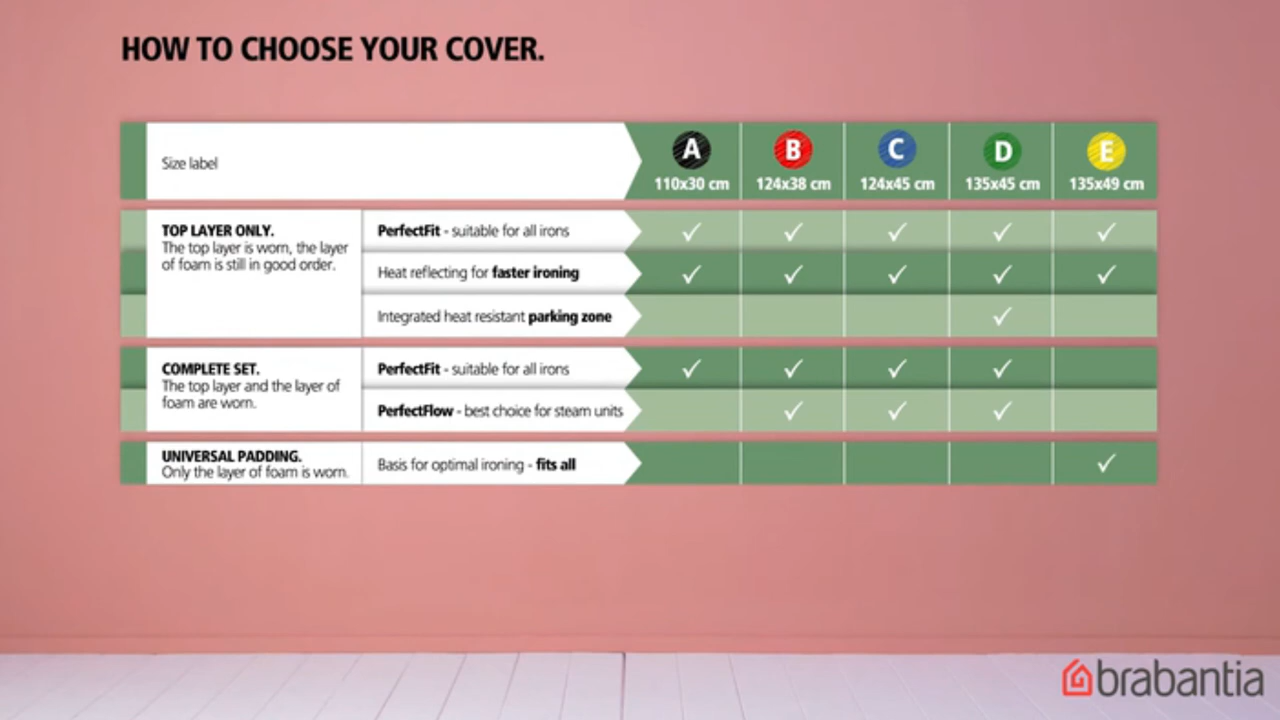 HOW TO CHOOSE YOUR COVER.
Size label
A
B
C
D
E
110x30 cm
124x38 cm
124x45 cm
135x45 cm
135x49 cm
TOP LAYER ONLY.
The top layer is worn, the layer
of foam is still in good order.
PerfectFit - suitable for all irons
Heat reflecting for faster ironing
Integrated heat resistant parking zone
COMPLETE SET.
The top layer and the layer of
foam are worn.
PerfectFit - suitable for all irons
PerfectFlow - best choice for steam units
UNIVERSAL PADDING.
Only the layer of foam is worn.
Basis for optimal ironing - fits all
brabantia